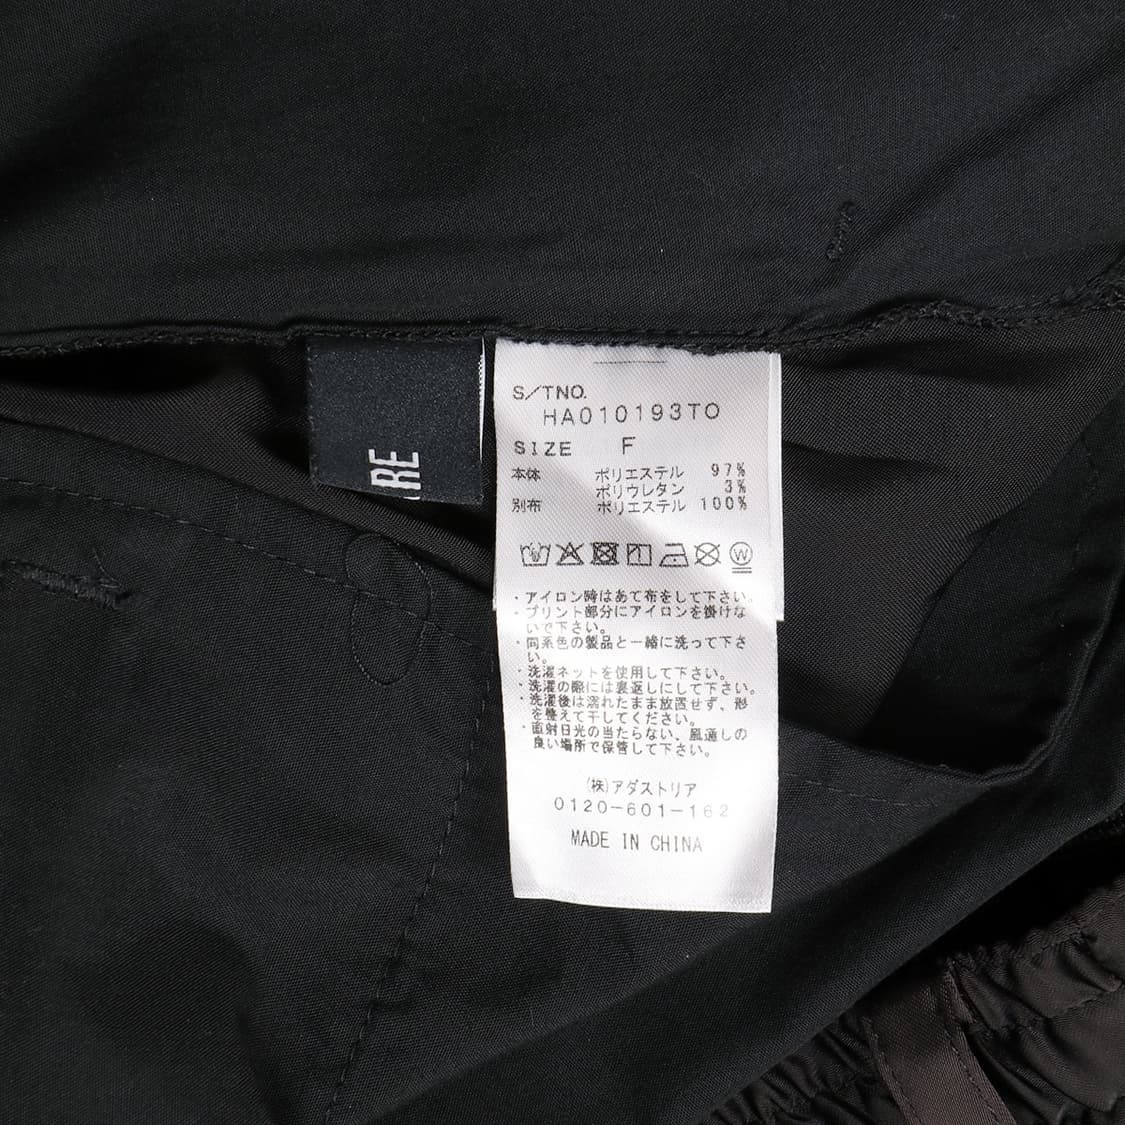 RE
S/TNO.
HA010193TO
SIZE F
本体 ポリエステル 97%
ポリウレタン 3%
別布 ポリエステル 100%
W
・アイロン時はあて布をして下さい。
・プリント部分にアイロンを掛けな
いで下さい。
・同系色の製品と一緒に洗って下さ
い。
・洗濯ネットを使用して下さい。
・洗濯の際には裏返しにして下さい。
・洗濯後は濡れたまま放置せず、形
を整えて干してください。
・直射日光の当たらない、風通しの
良い場所で保管して下さい。
(株)アダストリア
0120-601-162
MADE IN CHINA